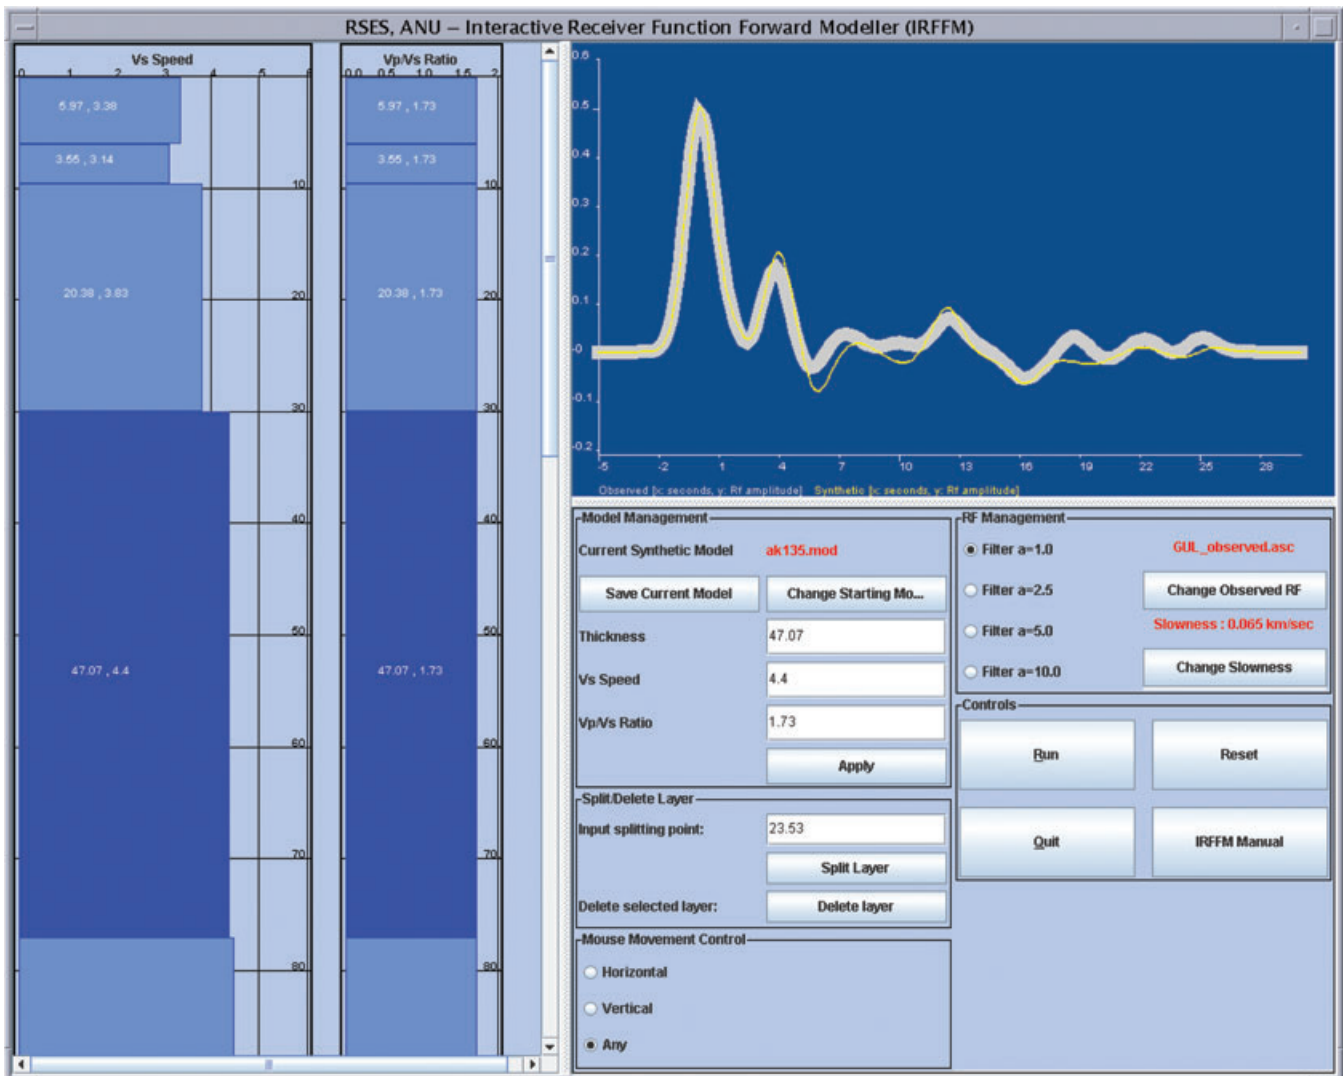 RSES, ANU – Interactive Receiver Function Forward Modeller (IRFFM)
Vs Speed
0 1 2 3 4 5 6
5.97 , 3.38
3.55 , 3.14
20.38 , 3.83
47.07 , 4.4
10
20
30
40
50
60
70
80
Vp/Vs Ratio
0.0 0.5 1.0 1.5 2
5.97 , 1.73
3.55 , 1.73
20.38 , 1.73
47.07 , 1.73
10
20
30
40
50
60
70
80
0.6
0.5
0.4
0.3
0.2
0.1
-0
-0.1
-0.2
-5 -2 1 4 7 10 13 16 19 22 25 28
Observed [x: seconds, y: Rf amplitude] Synthetic [x: seconds, y: Rf amplitude]
Model Management
Current Synthetic Model ak135.mod
Save Current Model Change Starting Mo...
Thickness 47.07
Vs Speed 4.4
Vp/Vs Ratio 1.73
Apply
Split/Delete Layer
Input splitting point: 23.53
Split Layer
Delete selected layer: Delete layer
Mouse Movement Control
Horizontal
Vertical
Any
RF Management
Filter a=1.0 GUL_observed.asc
Filter a=2.5 Change Observed RF
Filter a=5.0 Slowness : 0.065 km/sec
Filter a=10.0 Change Slowness
Controls
Run Reset
Quit IRFFM Manual